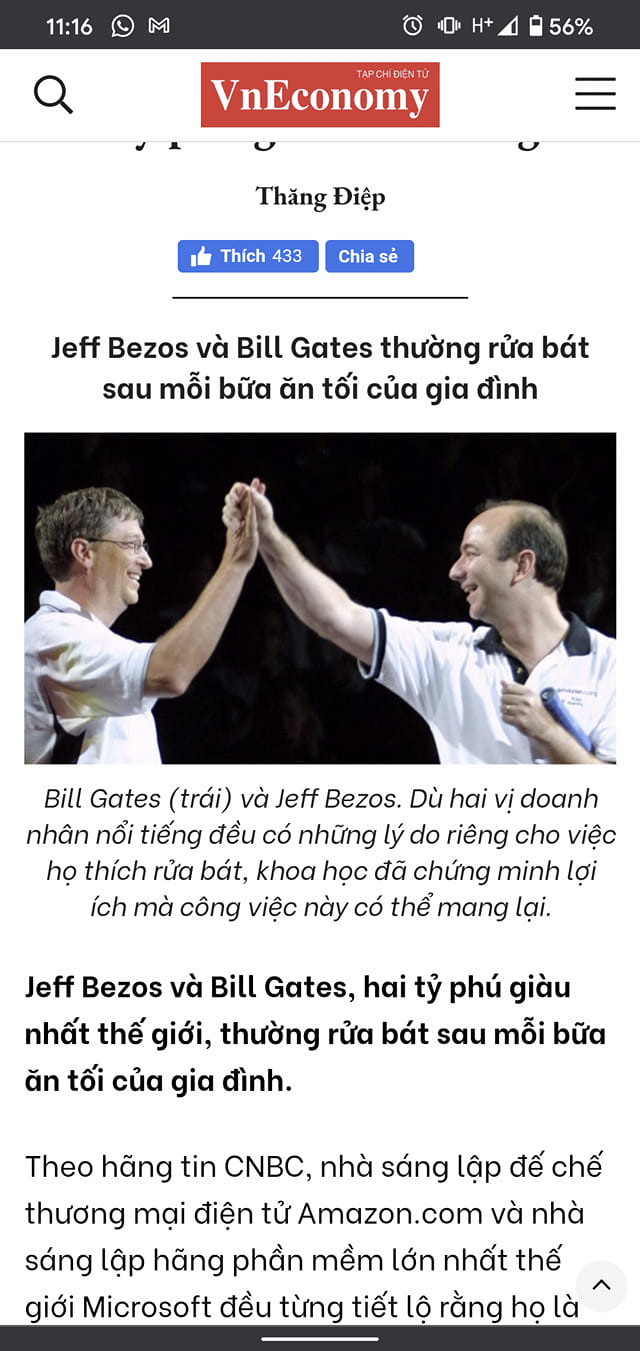 11:16
H+
56%
TẠP CHÍ ĐIỆN TỬ
VnEconomy
Thăng Điệp
Thích 433
Chia sẻ
Jeff Bezos và Bill Gates thường rửa bát
sau mỗi bữa ăn tối của gia đình
Bill Gates (trái) và Jeff Bezos. Dù hai vị doanh
nhân nổi tiếng đều có những lý do riêng cho việc
họ thích rửa bát, khoa học đã chứng minh lợi
ích mà công việc này có thể mang lại.
Jeff Bezos và Bill Gates, hai tỷ phú giàu
nhất thế giới, thường rửa bát sau mỗi bữa
ăn tối của gia đình.
Theo hãng tin CNBC, nhà sáng lập đế chế
thương mại điện tử Amazon.com và nhà
sáng lập hãng phần mềm lớn nhất thế
giới Microsoft đều từng tiết lộ rằng họ là